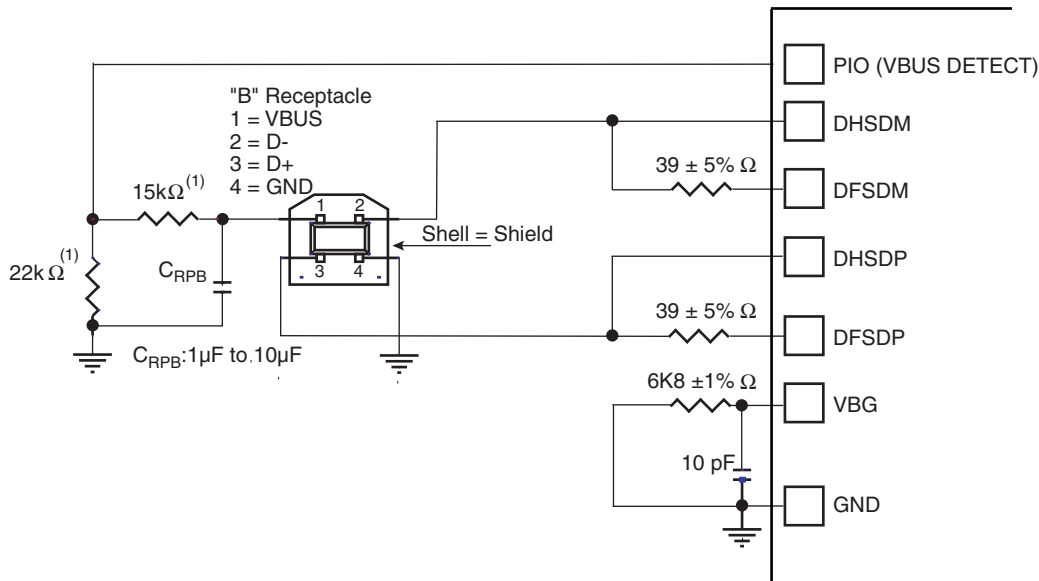 PIO (VBUS DETECT)
"B" Receptacle
1 = VBUS
2 = D-
3 = D+
4 = GND
DHSDM
39 ± 5% Ω
DFSDM
15kΩ(1)
1 2
Shell = Shield
3 4
22k Ω(1)
CRPB
CRPB:1µF to 10µF
DHSDP
39 ± 5% Ω
DFSDP
6K8 ±1% Ω
VBG
10 pF
GND